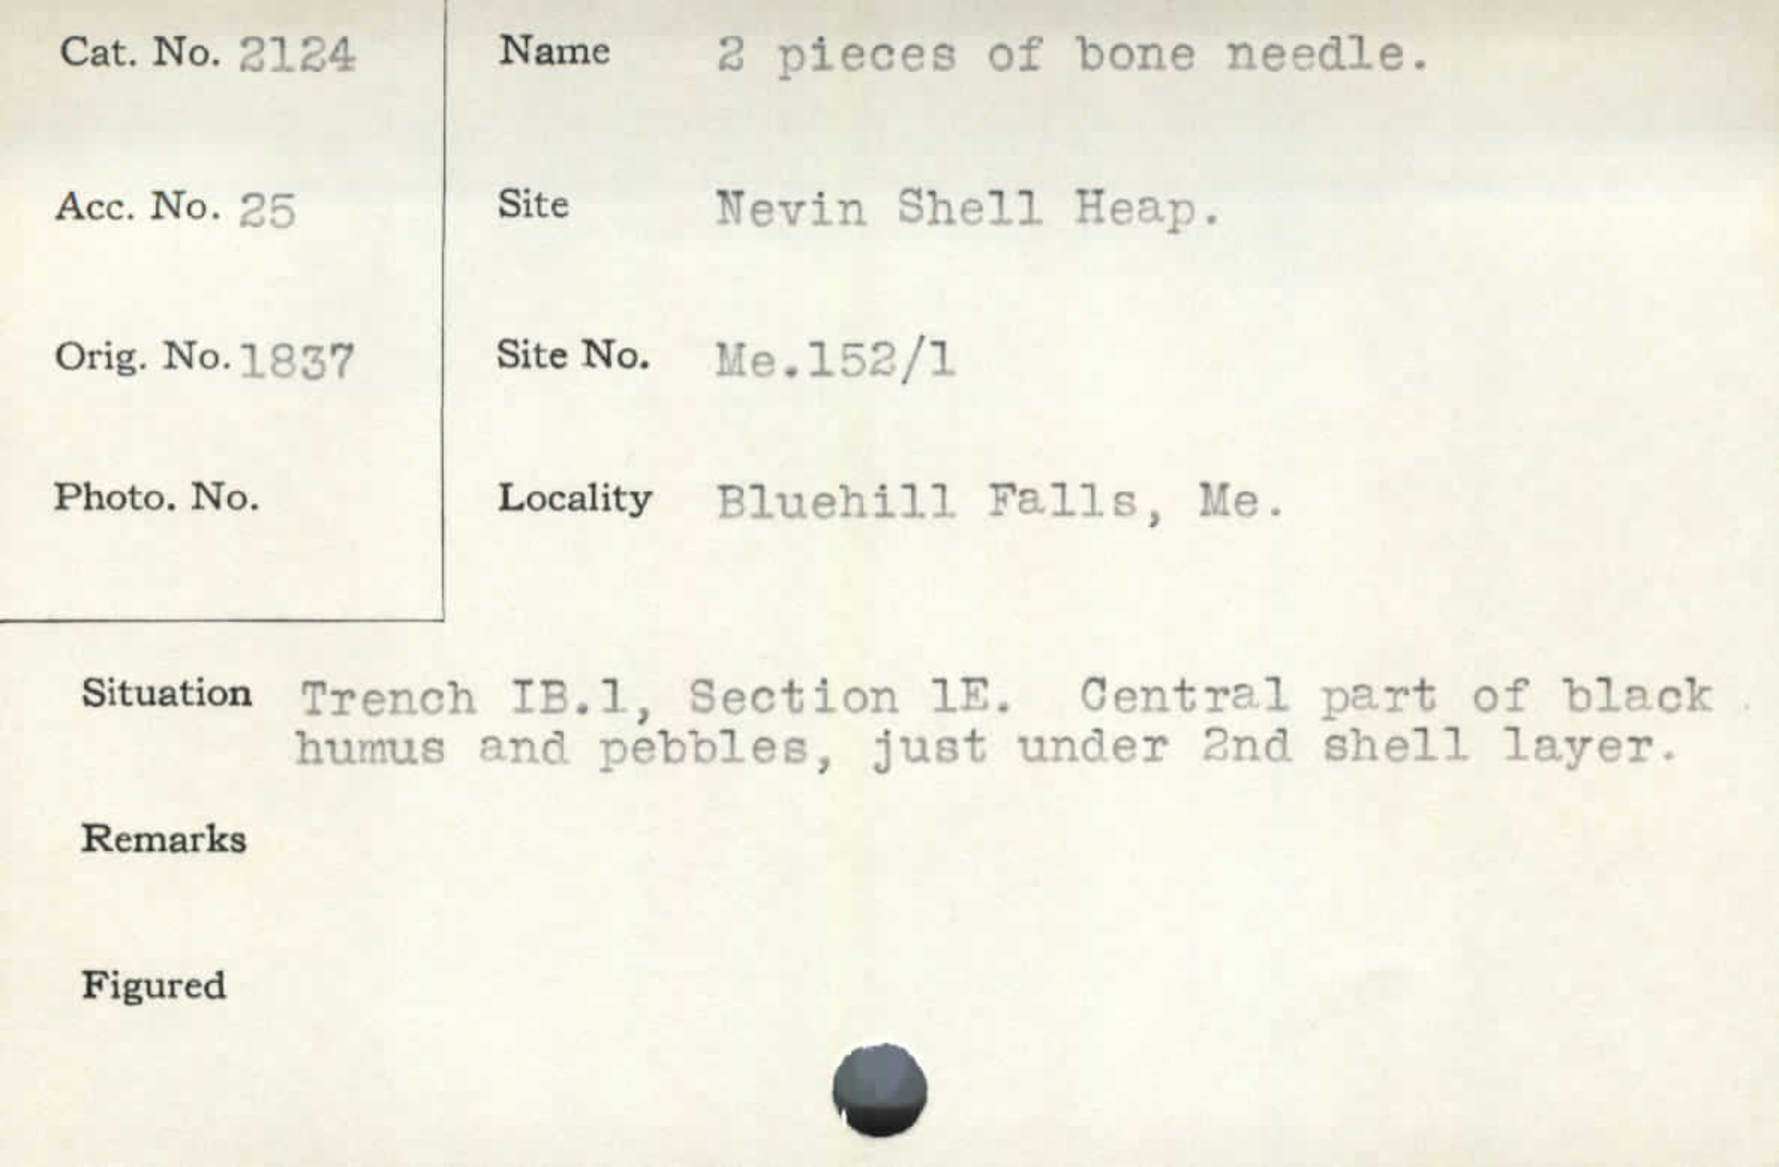 Cat. No. 2124
Name 2 pieces of bone needle.
Acc. No. 25
Site Nevin Shell Heap.
Orig. No. 1837
Site No. Me.152/1
Photo. No.
Locality Bluehill Falls, Me.
Situation Trench IB.1, Section 1E. Central part of black
humus and pebbles, just under 2nd shell layer.
Remarks
Figured